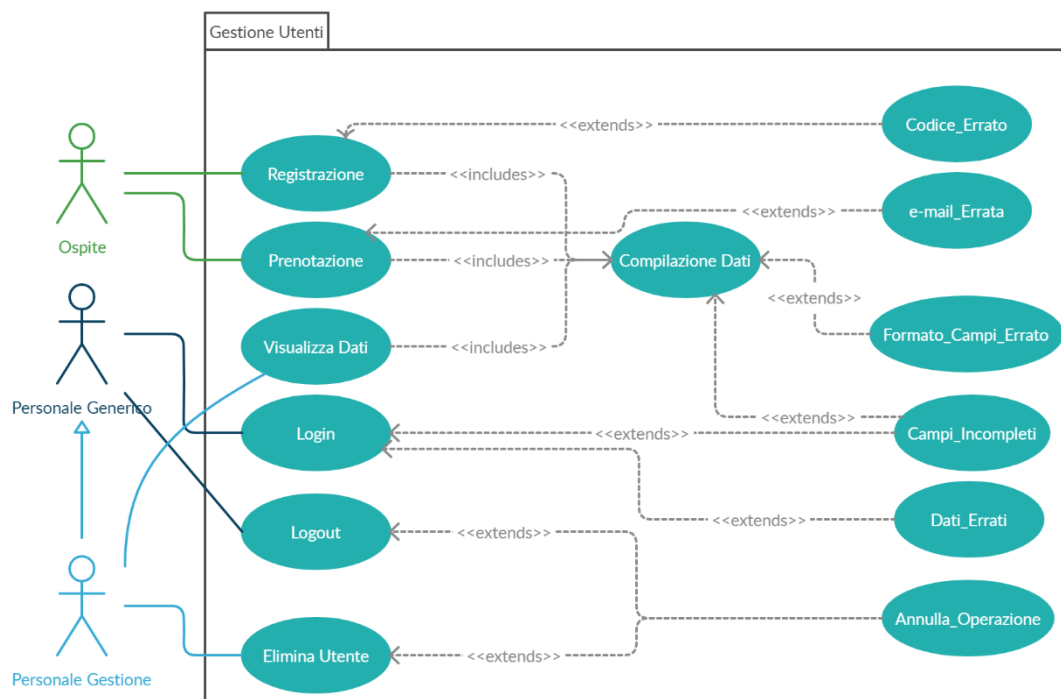 Gestione Utenti
Codice_Errato
<<extends>>
Registrazione
<<includes>>
e-mail_Errata
<<extends>>
Ospite
Prenotazione
<<includes>>
Compilazione Dati
<<extends>>
Formato_Campi_Errato
Visualizza Dati
<<includes>>
Personale Generico
<<extends>>
Campi_Incompleti
Login
<<extends>>
Dati_Errati
<<extends>>
Logout
<<extends>>
Annulla_Operazione
Elimina Utente
<<extends>>
Personale Gestione